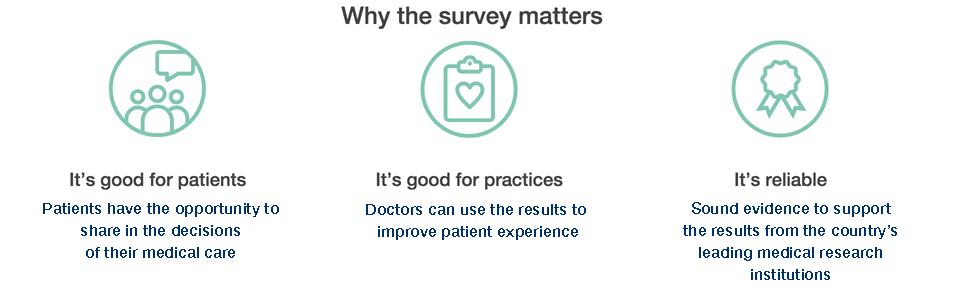 Why the survey matters
It's good for patients
Patients have the opportunity to
share in the decisions
of their medical care
It's good for practices
Doctors can use the results to
improve patient experience
It's reliable
Sound evidence to support
the results from the country's
leading medical research
institutions